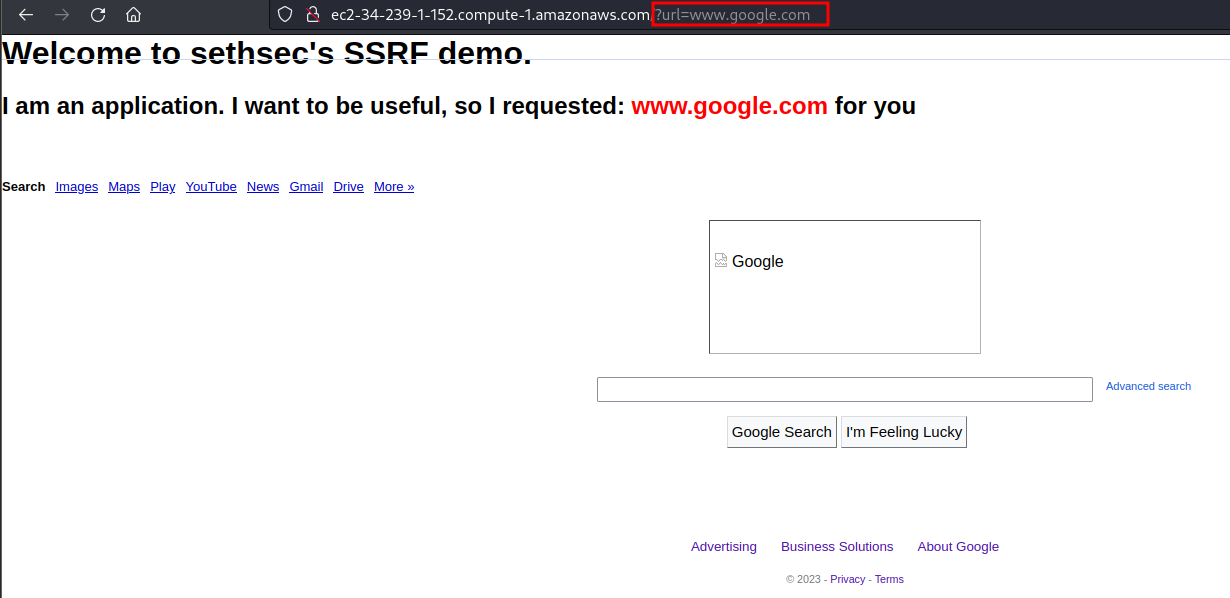 ec2-34-239-1-152.compute-1.amazonaws.com/?url=www.google.com
Welcome to sethsec's SSRF demo.
I am an application. I want to be useful, so I requested: www.google.com for you
Search Images Maps Play YouTube News Gmail Drive More »
Google
Advanced search
Google Search I'm Feeling Lucky
Advertising Business Solutions About Google
© 2023 - Privacy - Terms